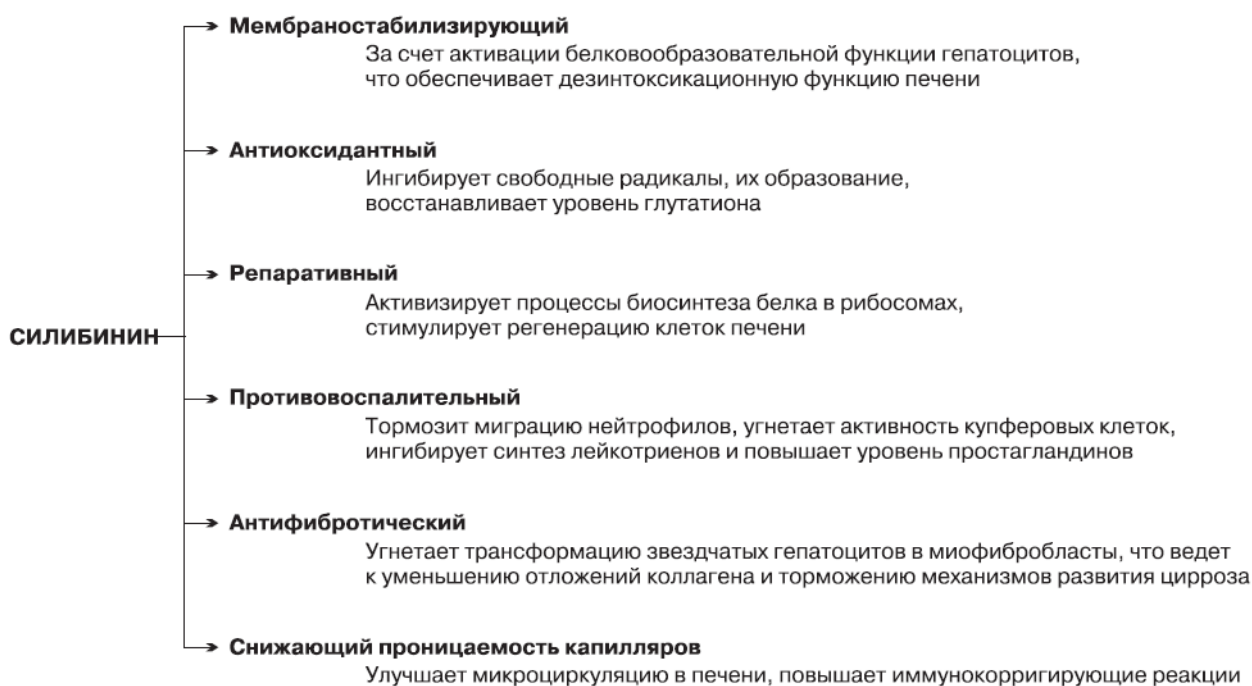 Мембраностабилизирующий
За счет активации белковообразовательной функции гепатоцитов,
что обеспечивает дезинтоксикационную функцию печени
Антиоксидантный
Ингибирует свободные радикалы, их образование,
восстанавливает уровень глутатиона
Репаративный
Активизирует процессы биосинтеза белка в рибосомах,
стимулирует регенерацию клеток печени
СИЛИБИНИН
Противовоспалительный
Тормозит миграцию нейтрофилов, угнетает активность купферовых клеток,
ингибирует синтез лейкотриенов и повышает уровень простагландинов
Антифибротический
Угнетает трансформацию звездчатых гепатоцитов в миофибробласты, что ведет
к уменьшению отложений коллагена и торможению механизмов развития цирроза
Снижающий проницаемость капилляров
Улучшает микроциркуляцию в печени, повышает иммунокорригирующие реакции